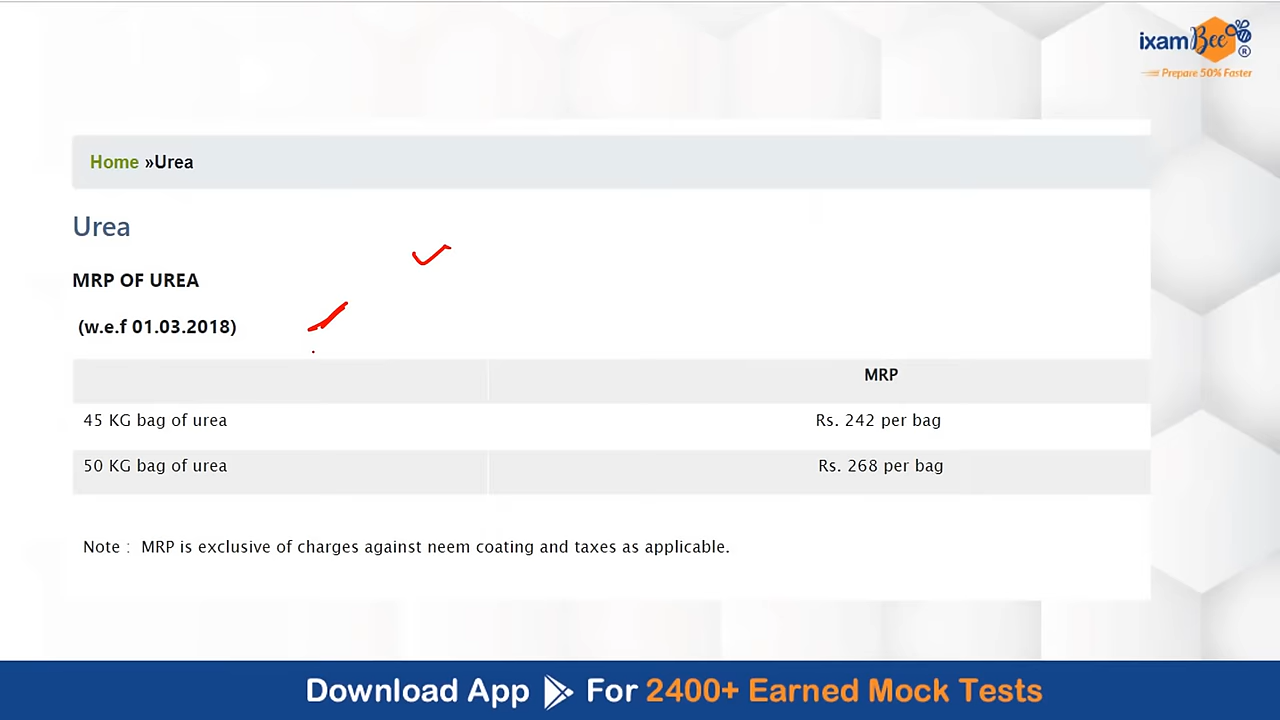 ixamBee®
Prepare 50% Faster
Home »Urea
Urea
MRP OF UREA
(w.e.f 01.03.2018)
MRP
45 KG bag of urea Rs. 242 per bag
50 KG bag of urea Rs. 268 per bag
Note : MRP is exclusive of charges against neem coating and taxes as applicable.
Download App For 2400+ Earned Mock Tests